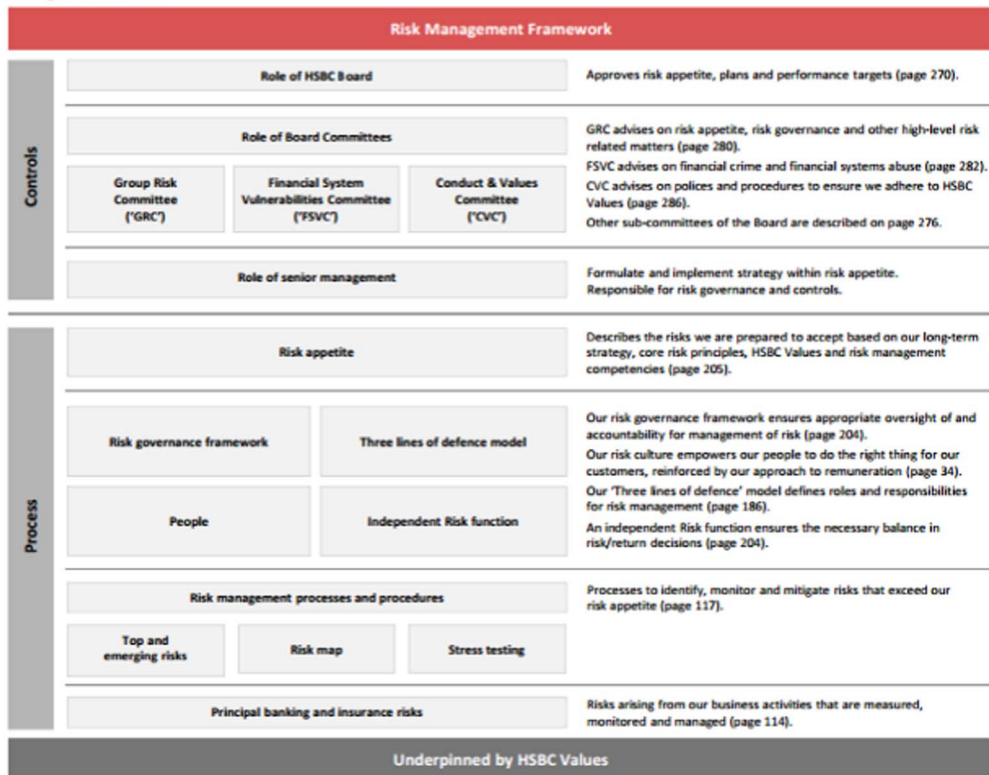 Risk Management Framework
Controls
Role of HSBC Board
Approves risk appetite, plans and performance targets (page 270).
Role of Board Committees
Group Risk
Committee
('GRC')
Financial System
Vulnerabilities Committee
('FSVC')
Conduct & Values
Committee
('CVC')
GRC advises on risk appetite, risk governance and other high-level risk
related matters (page 280).
FSVC advises on financial crime and financial systems abuse (page 282).
CVC advises on polices and procedures to ensure we adhere to HSBC
Values (page 286).
Other sub-committees of the Board are described on page 276.
Role of senior management
Formulate and implement strategy within risk appetite.
Responsible for risk governance and controls.
Process
Risk appetite
Describes the risks we are prepared to accept based on our long-term
strategy, core risk principles, HSBC Values and risk management
competencies (page 205).
Risk governance framework
Three lines of defence model
People
Independent Risk function
Our risk governance framework ensures appropriate oversight of and
accountability for management of risk (page 204).
Our risk culture empowers our people to do the right thing for our
customers, reinforced by our approach to remuneration (page 34).
Our 'Three lines of defence' model defines roles and responsibilities
for risk management (page 186).
An independent Risk function ensures the necessary balance in
risk/return decisions (page 204).
Risk management processes and procedures
Top and
emerging risks
Risk map
Stress testing
Processes to identify, monitor and mitigate risks that exceed our
risk appetite (page 117).
Principal banking and insurance risks
Risks arising from our business activities that are measured,
monitored and managed (page 114).
Underpinned by HSBC Values